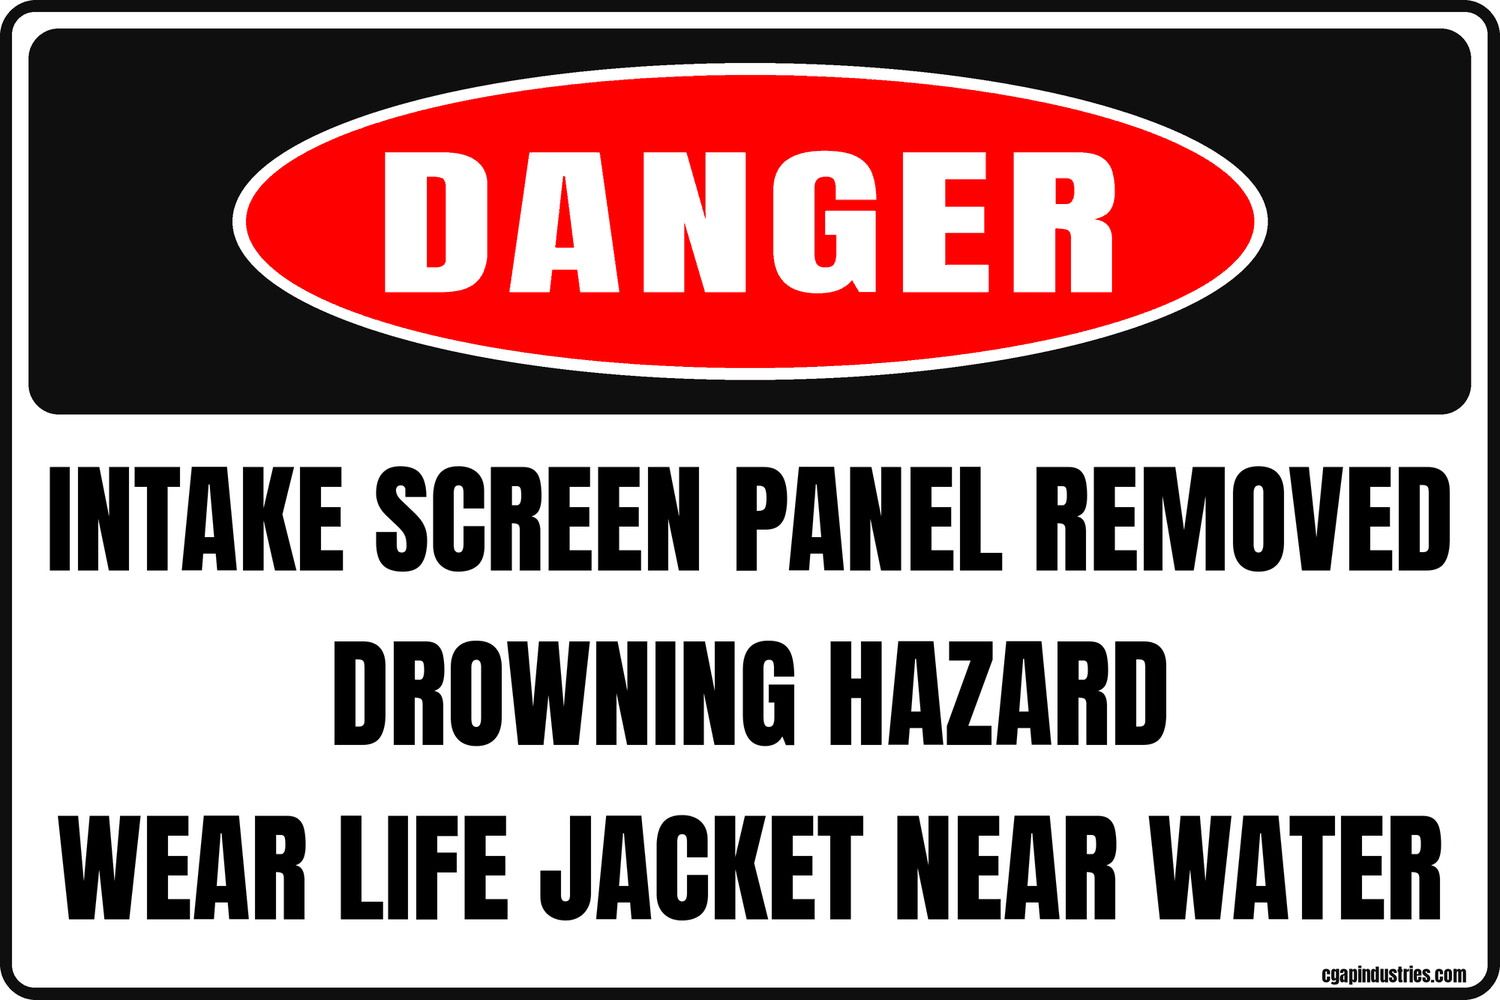 DANGER
INTAKE SCREEN PANEL REMOVED
DROWNING HAZARD
WEAR LIFE JACKET NEAR WATER
cgapindustries.com